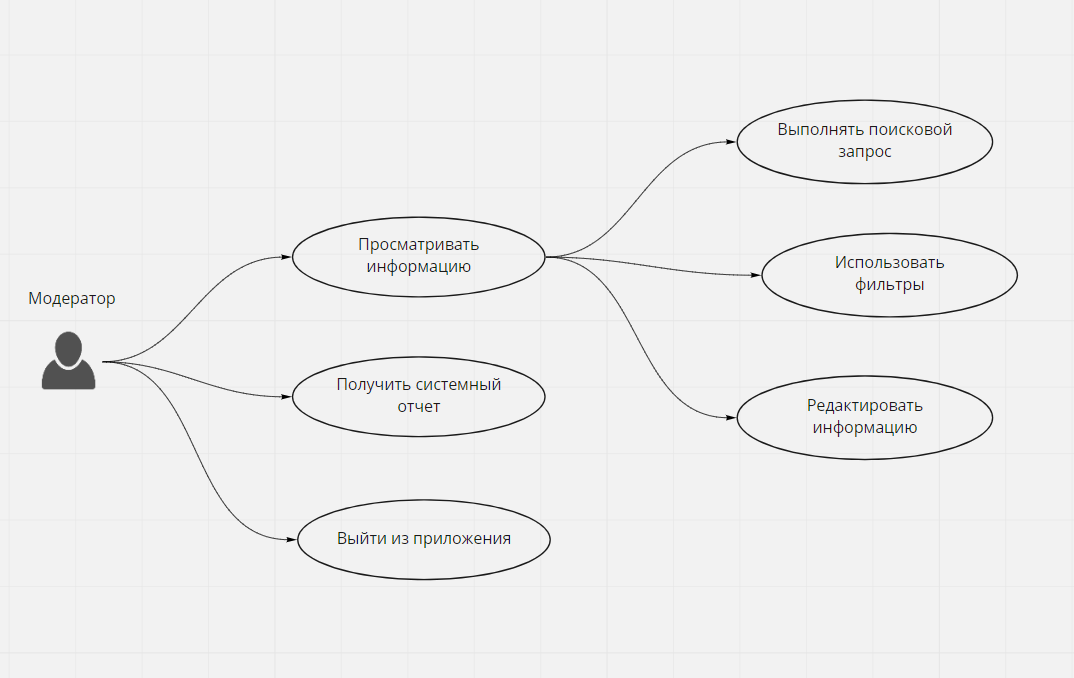 Модератор
Просматривать
информацию
Получить системный
отчет
Выйти из приложения
Выполнять поисковой
запрос
Использовать
фильтры
Редактировать
информацию